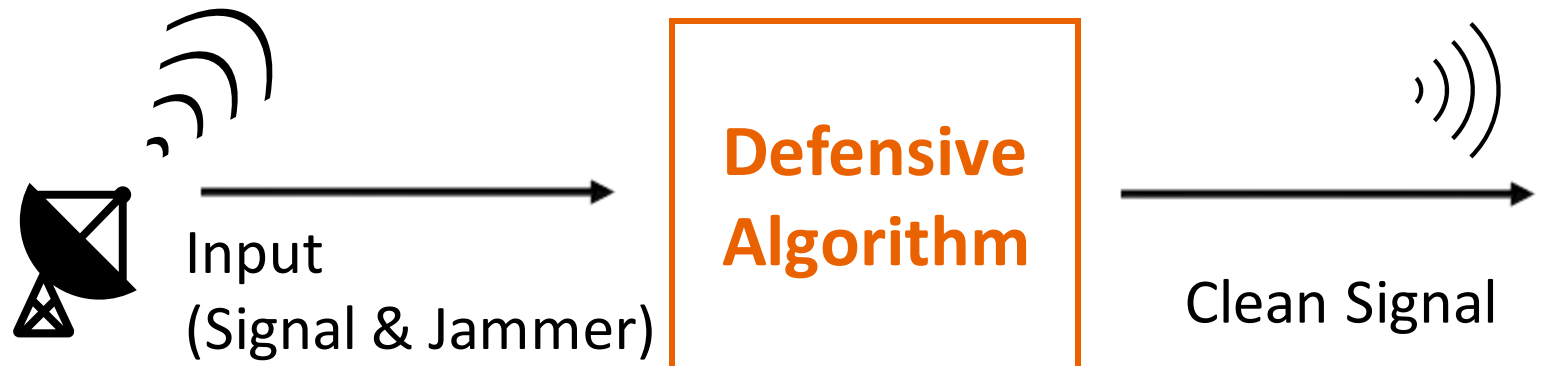 Input
(Signal & Jammer)
Defensive
Algorithm
Clean Signal